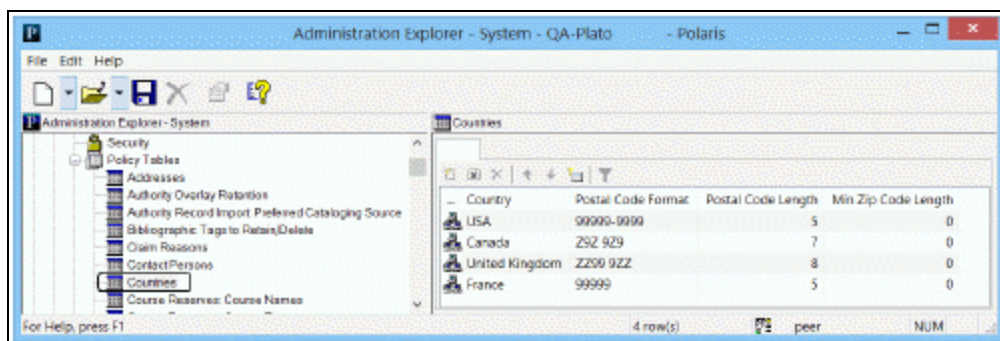 Administration Explorer - System - QA-Plato - Polaris
File Edit Help
Administration Explorer - System
Security
Policy Tables
Addresses
Authority Overlay Retention
Authority Record Import: Preferred Cataloging Source
Bibliographic Tags to Retain/Delete
Claim Reasons
Contact Persons
Countries
Course Reserves: Course Names
Countries
Country Postal Code Format Postal Code Length Min Zip Code Length
USA 99999-9999 5 0
Canada Z9Z 9Z9 7 0
United Kingdom ZZ99 9ZZ 8 0
France 99999 5 0
For Help, press F1 4 row(s) peer NUM